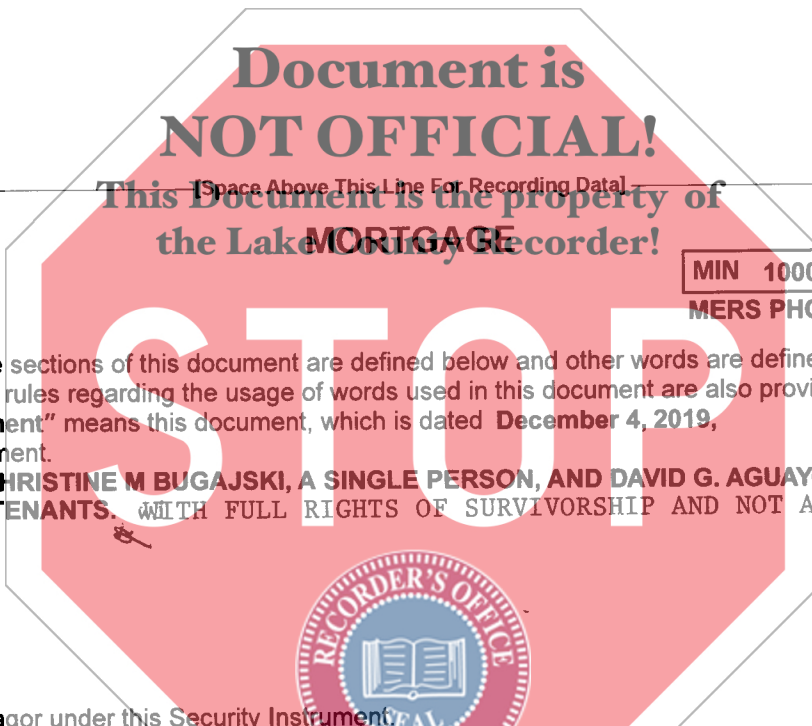 Document is
NOT OFFICIAL!
[Space Above This Line For Recording Data]
This Document is the property of
the Lake County Recorder!
MORTGAGE
MIN 1000
MERS PHO
STOP
e sections of this document are defined below and other words are define
rules regarding the usage of words used in this document are also provi
ent" means this document, which is dated December 4, 2019,
ment.
HRISTINE M BUGAJSKI, A SINGLE PERSON, AND DAVID G. AGUAY
TENANTS. WITH FULL RIGHTS OF SURVIVORSHIP AND NOT A
RECORDER'S OFFICE
SEAL
agor under this Security Instrument.